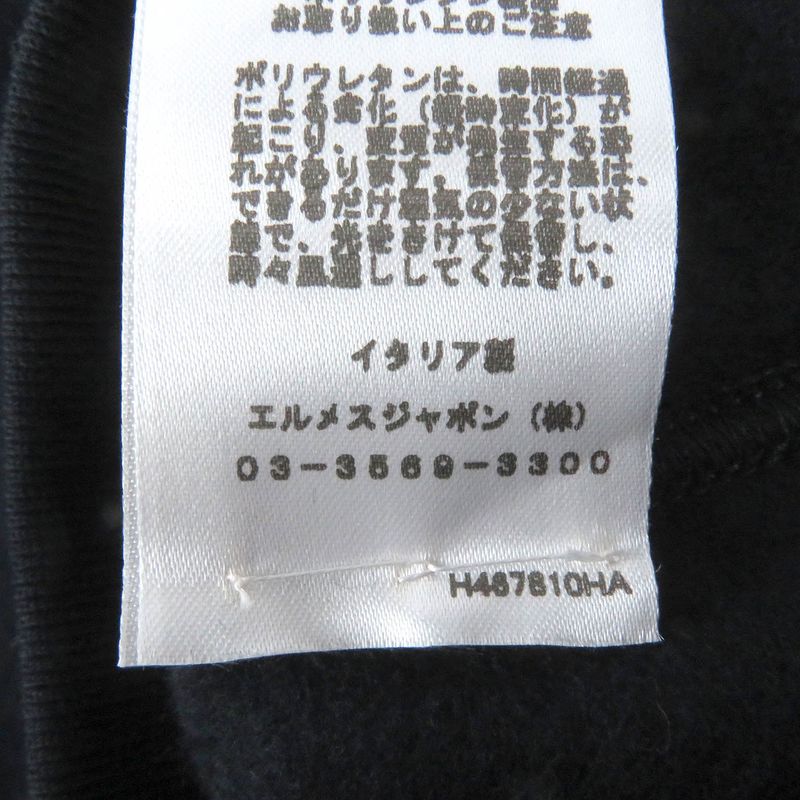 お取り扱い上のご注意
ポリウレタンは、時間経過
による劣化（経時変化）が
起こり、変質が発生する恐
れがあります。保管方法は、
できるだけ湿気の少ない状
態で、光をさけて保管し、
時々風通ししてください。
イタリア製
エルメスジャポン（株）
03-3569-3300
H467610HA